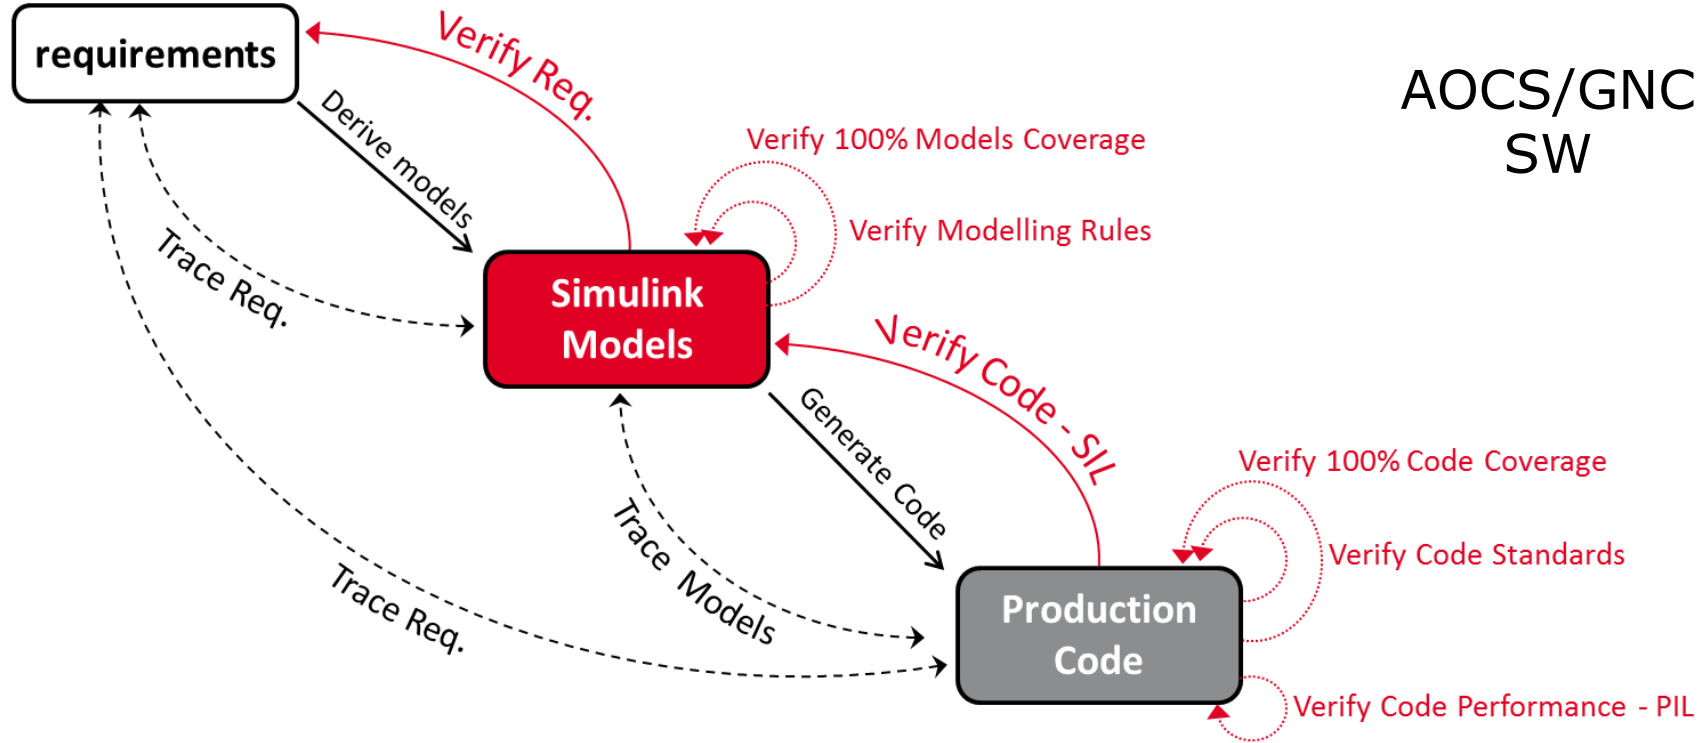 requirements
Verify Req.
AOCS/GNC
SW
Derive models
Verify 100% Models Coverage
Verify Modelling Rules
Trace Req.
Simulink
Models
Verify Code - SIL
Generate Code
Verify 100% Code Coverage
Verify Code Standards
Trace Models
Trace Req.
Production
Code
Verify Code Performance - PIL